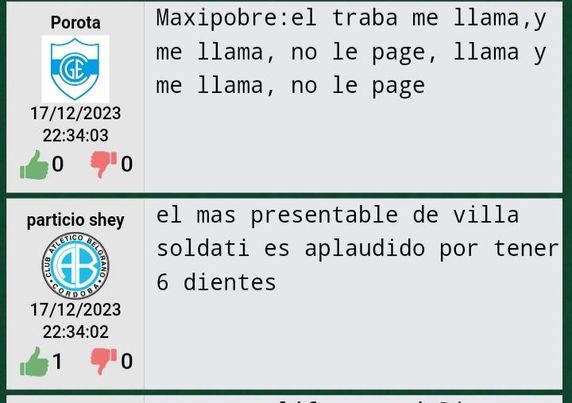 Porota
CGE
17/12/2023
22:34:03
0 0
Maxipobre:el traba me llama,y
me llama, no le page, llama y
me llama, no le page
particio shey
CLUB ATLETICO BELGRANO
CORDOBA
AB
17/12/2023
22:34:02
1 0
el mas presentable de villa
soldati es aplaudido por tener
6 dientes